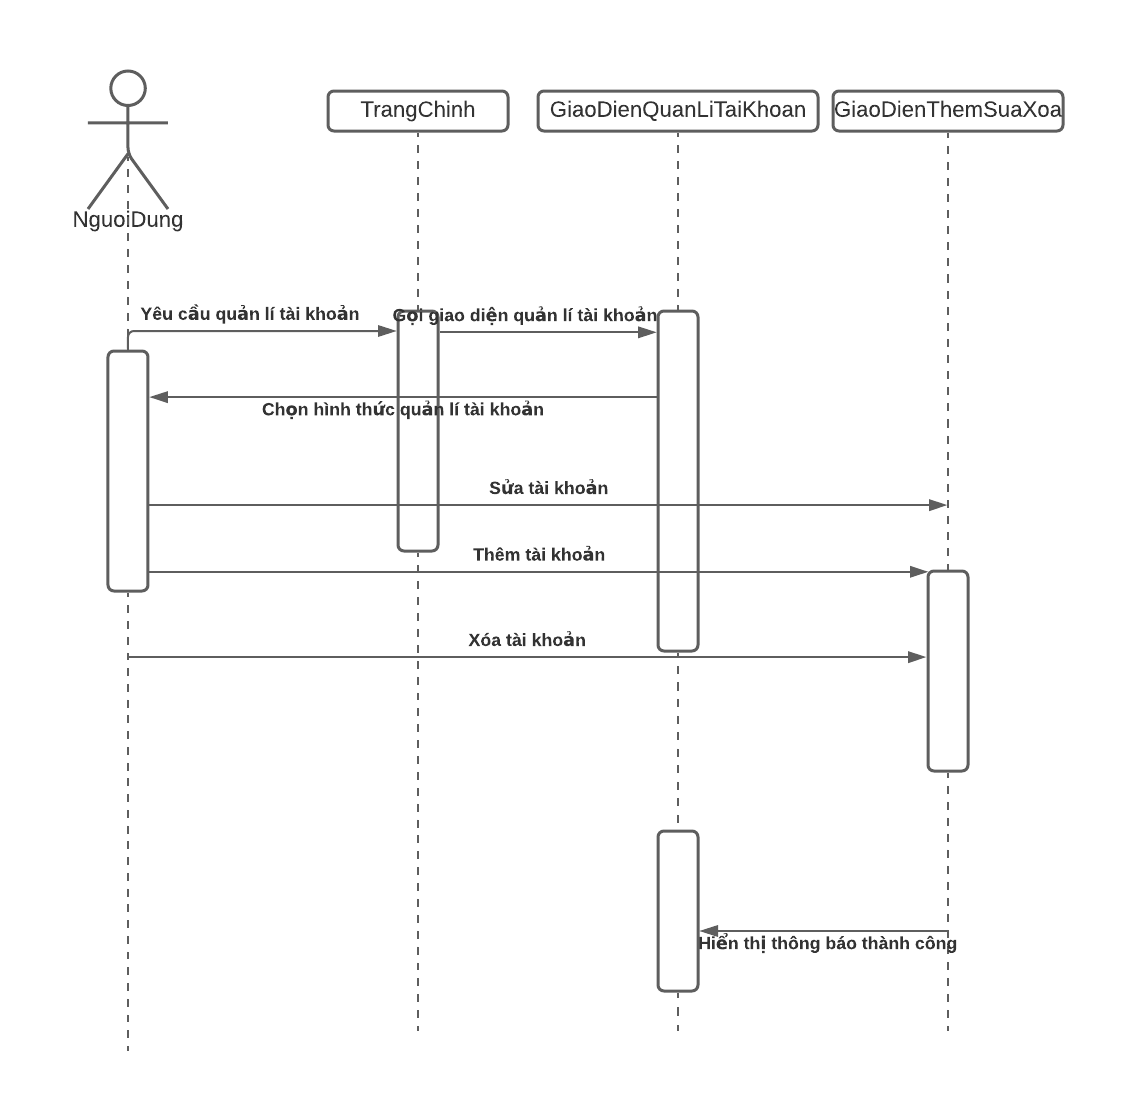 TrangChinh
GiaoDienQuanLiTaiKhoan
GiaoDienThemSuaXoa
NguoiDung
Yêu cầu quản lí tài khoản
Gọi giao diện quản lí tài khoản
Chọn hình thức quản lí tài khoản
Sửa tài khoản
Thêm tài khoản
Xóa tài khoản
Hiển thị thông báo thành công